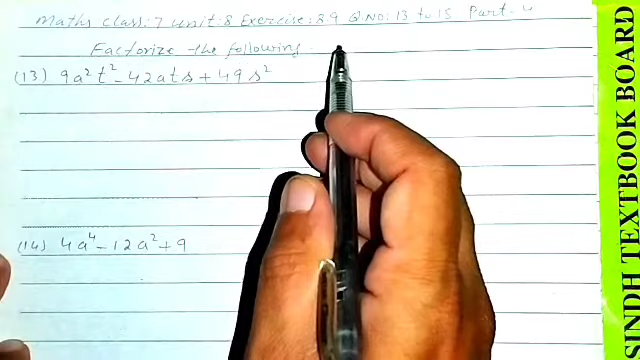 Maths Class: 7 Unit: 8 Exercise: 8.9 Q.NO: 13 to 15 Part-4
Factorize the following.
(13) 9a²t² - 42ats + 49s²
(14) 4a⁴ - 12a² + 9
SINDH TEXTBOOK BOARD